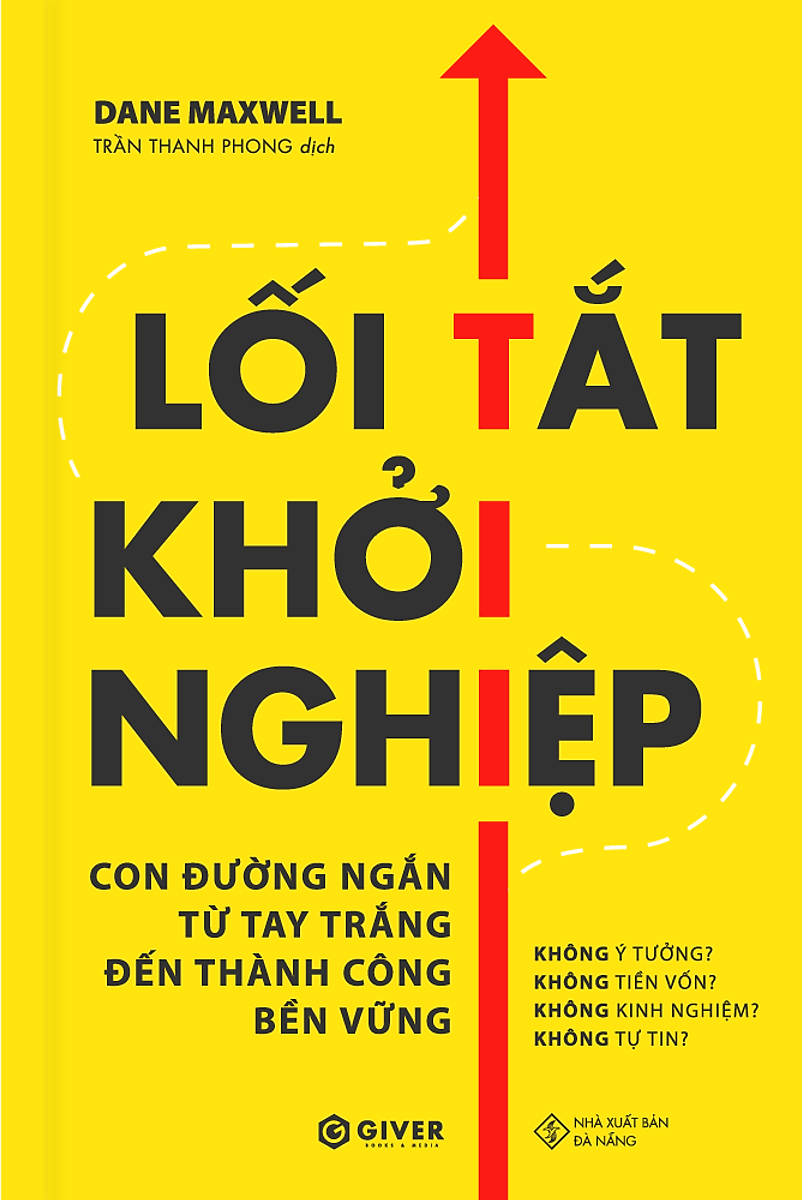 DANE MAXWELL
TRẦN THANH PHONG dịch
LỐI TẮT
KHỞI
NGHIỆP
CON ĐƯỜNG NGẮN
TỪ TAY TRẮNG
ĐẾN THÀNH CÔNG
BỀN VỮNG
KHÔNG Ý TƯỞNG?
KHÔNG TIỀN VỐN?
KHÔNG KINH NGHIỆM?
KHÔNG TỰ TIN?
GIVER
BOOKS & MEDIA
NHÀ XUẤT BẢN
ĐÀ NẴNG